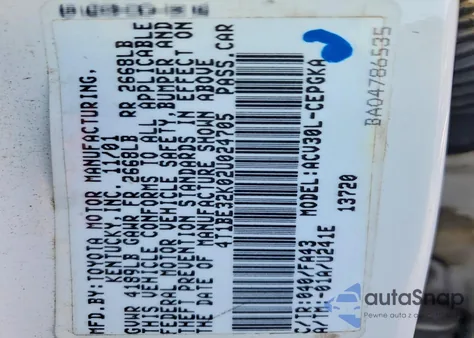 MFD.BY: TOYOTA MOTOR MANUFACTURING,
KENTUCKY, INC. 11/01
GVWR 4199LB GAWR FR 2668LB RR 2668LB
THIS VEHICLE CONFORMS TO ALL APPLICABLE
FEDERAL MOTOR VEHICLE SAFETY, BUMPER AND
THEFT PREVENTION STANDARDS IN EFFECT ON
THE DATE OF MANUFACTURE SHOWN ABOVE
4T1BE32K02U024705 PASS.CAR
C/TR:040/FA43 MODEL:ACV30L-CEPGKA
A/TM:-01A/U241E 13720
BA04786535
autoSnap